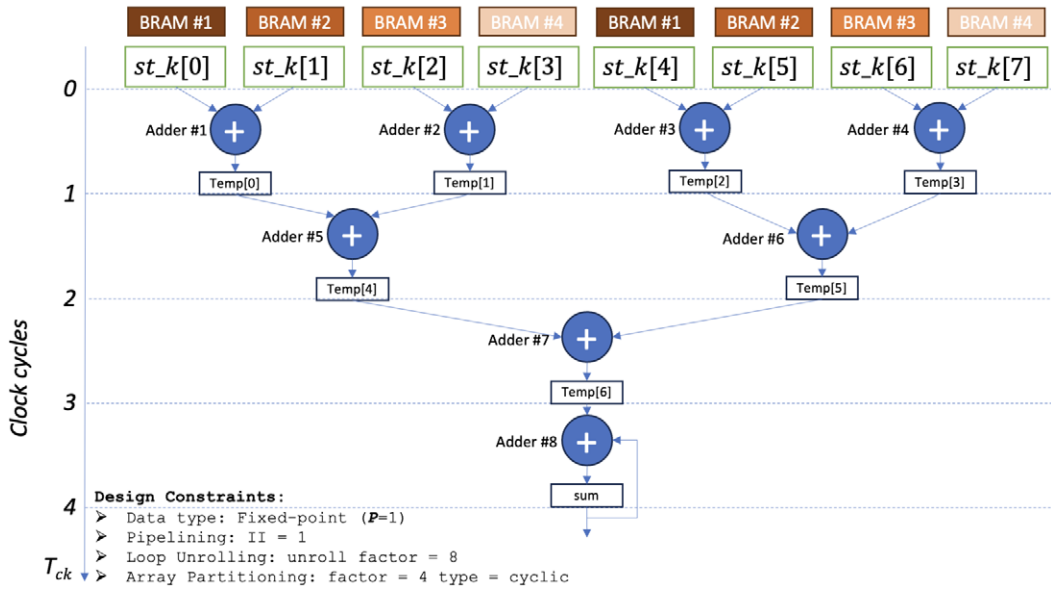 BRAM #1 BRAM #2 BRAM #3 BRAM #4 BRAM #1 BRAM #2 BRAM #3 BRAM #4
st_k[0] st_k[1] st_k[2] st_k[3] st_k[4] st_k[5] st_k[6] st_k[7]
0
Adder #1 + Adder #2 + Adder #3 + Adder #4 +
Temp[0] Temp[1] Temp[2] Temp[3]
1
Adder #5 + Adder #6 +
Temp[4] Temp[5]
2
Adder #7 +
Temp[6]
3
Adder #8 +
sum
4
Clock cycles
T_ck
Design Constraints:
➢ Data type: Fixed-point (P=1)
➢ Pipelining: II = 1
➢ Loop Unrolling: unroll factor = 8
➢ Array Partitioning: factor = 4 type = cyclic